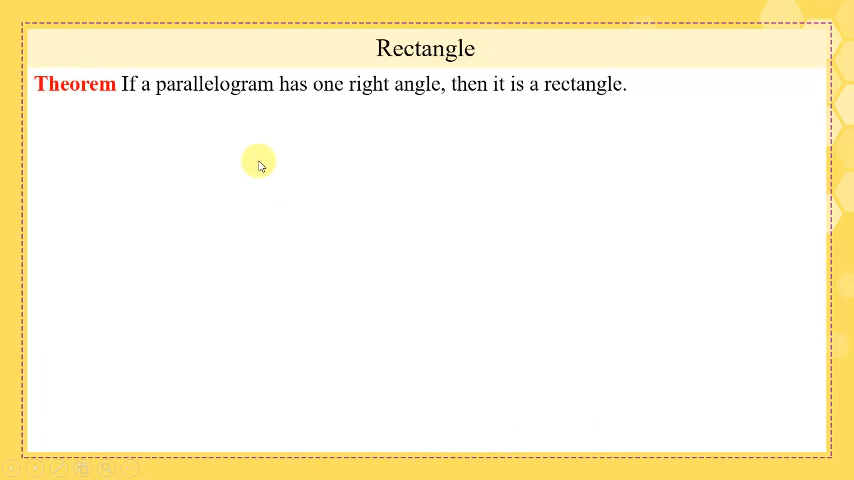 Rectangle
Theorem If a parallelogram has one right angle, then it is a rectangle.